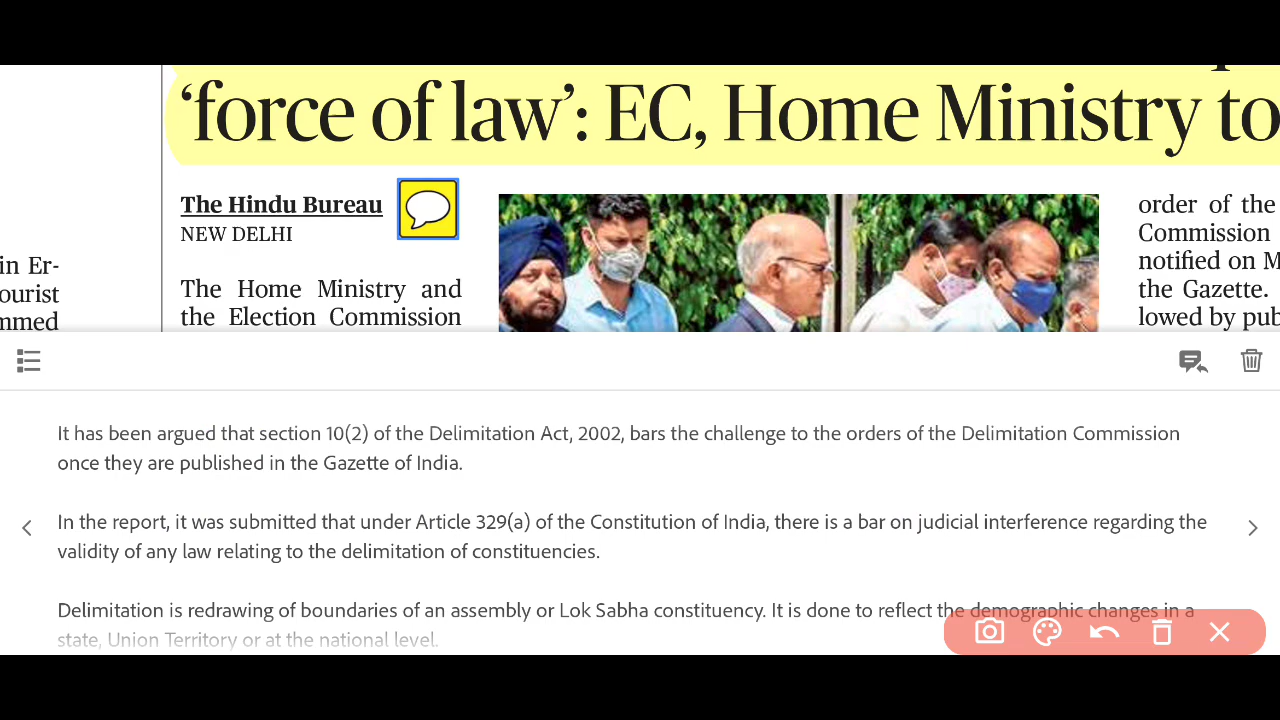 ‘force of law’: EC, Home Ministry to
The Hindu Bureau
NEW DELHI
in Er-
ourist
mmed
The Home Ministry and
the Election Commission
order of the
Commission
notified on M
the Gazette.
lowed by pub
It has been argued that section 10(2) of the Delimitation Act, 2002, bars the challenge to the orders of the Delimitation Commission
once they are published in the Gazette of India.
In the report, it was submitted that under Article 329(a) of the Constitution of India, there is a bar on judicial interference regarding the
validity of any law relating to the delimitation of constituencies.
Delimitation is redrawing of boundaries of an assembly or Lok Sabha constituency. It is done to reflect the demographic changes in a
state, Union Territory or at the national level.